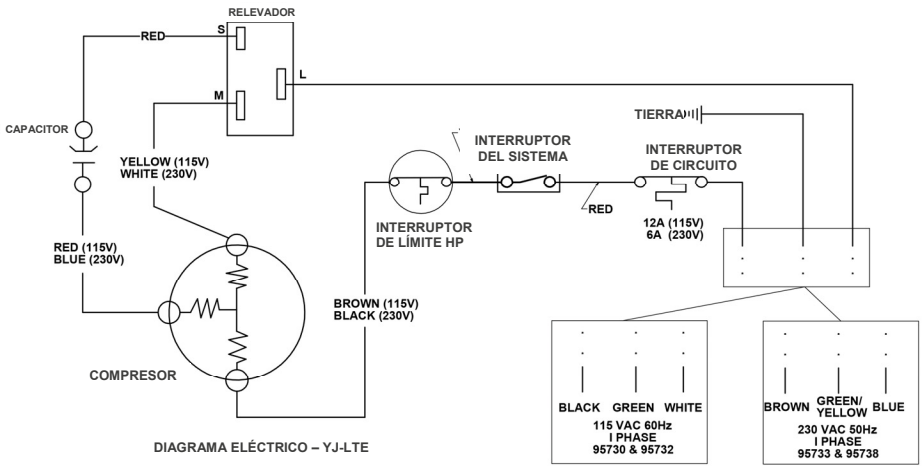 RELEVADOR
S
RED
L
M
CAPACITOR
TIERRA
YELLOW (115V)
WHITE (230V)
INTERRUPTOR
DEL SISTEMA
INTERRUPTOR
DE CIRCUITO
RED
12A (115V)
6A (230V)
INTERRUPTOR
DE LÍMITE HP
RED (115V)
BLUE (230V)
BROWN (115V)
BLACK (230V)
COMPRESOR
BLACK GREEN WHITE
115 VAC 60Hz
I PHASE
95730 & 95732
BROWN GREEN/ BLUE
YELLOW
230 VAC 50Hz
I PHASE
95733 & 95738
DIAGRAMA ELÉCTRICO – YJ-LTE